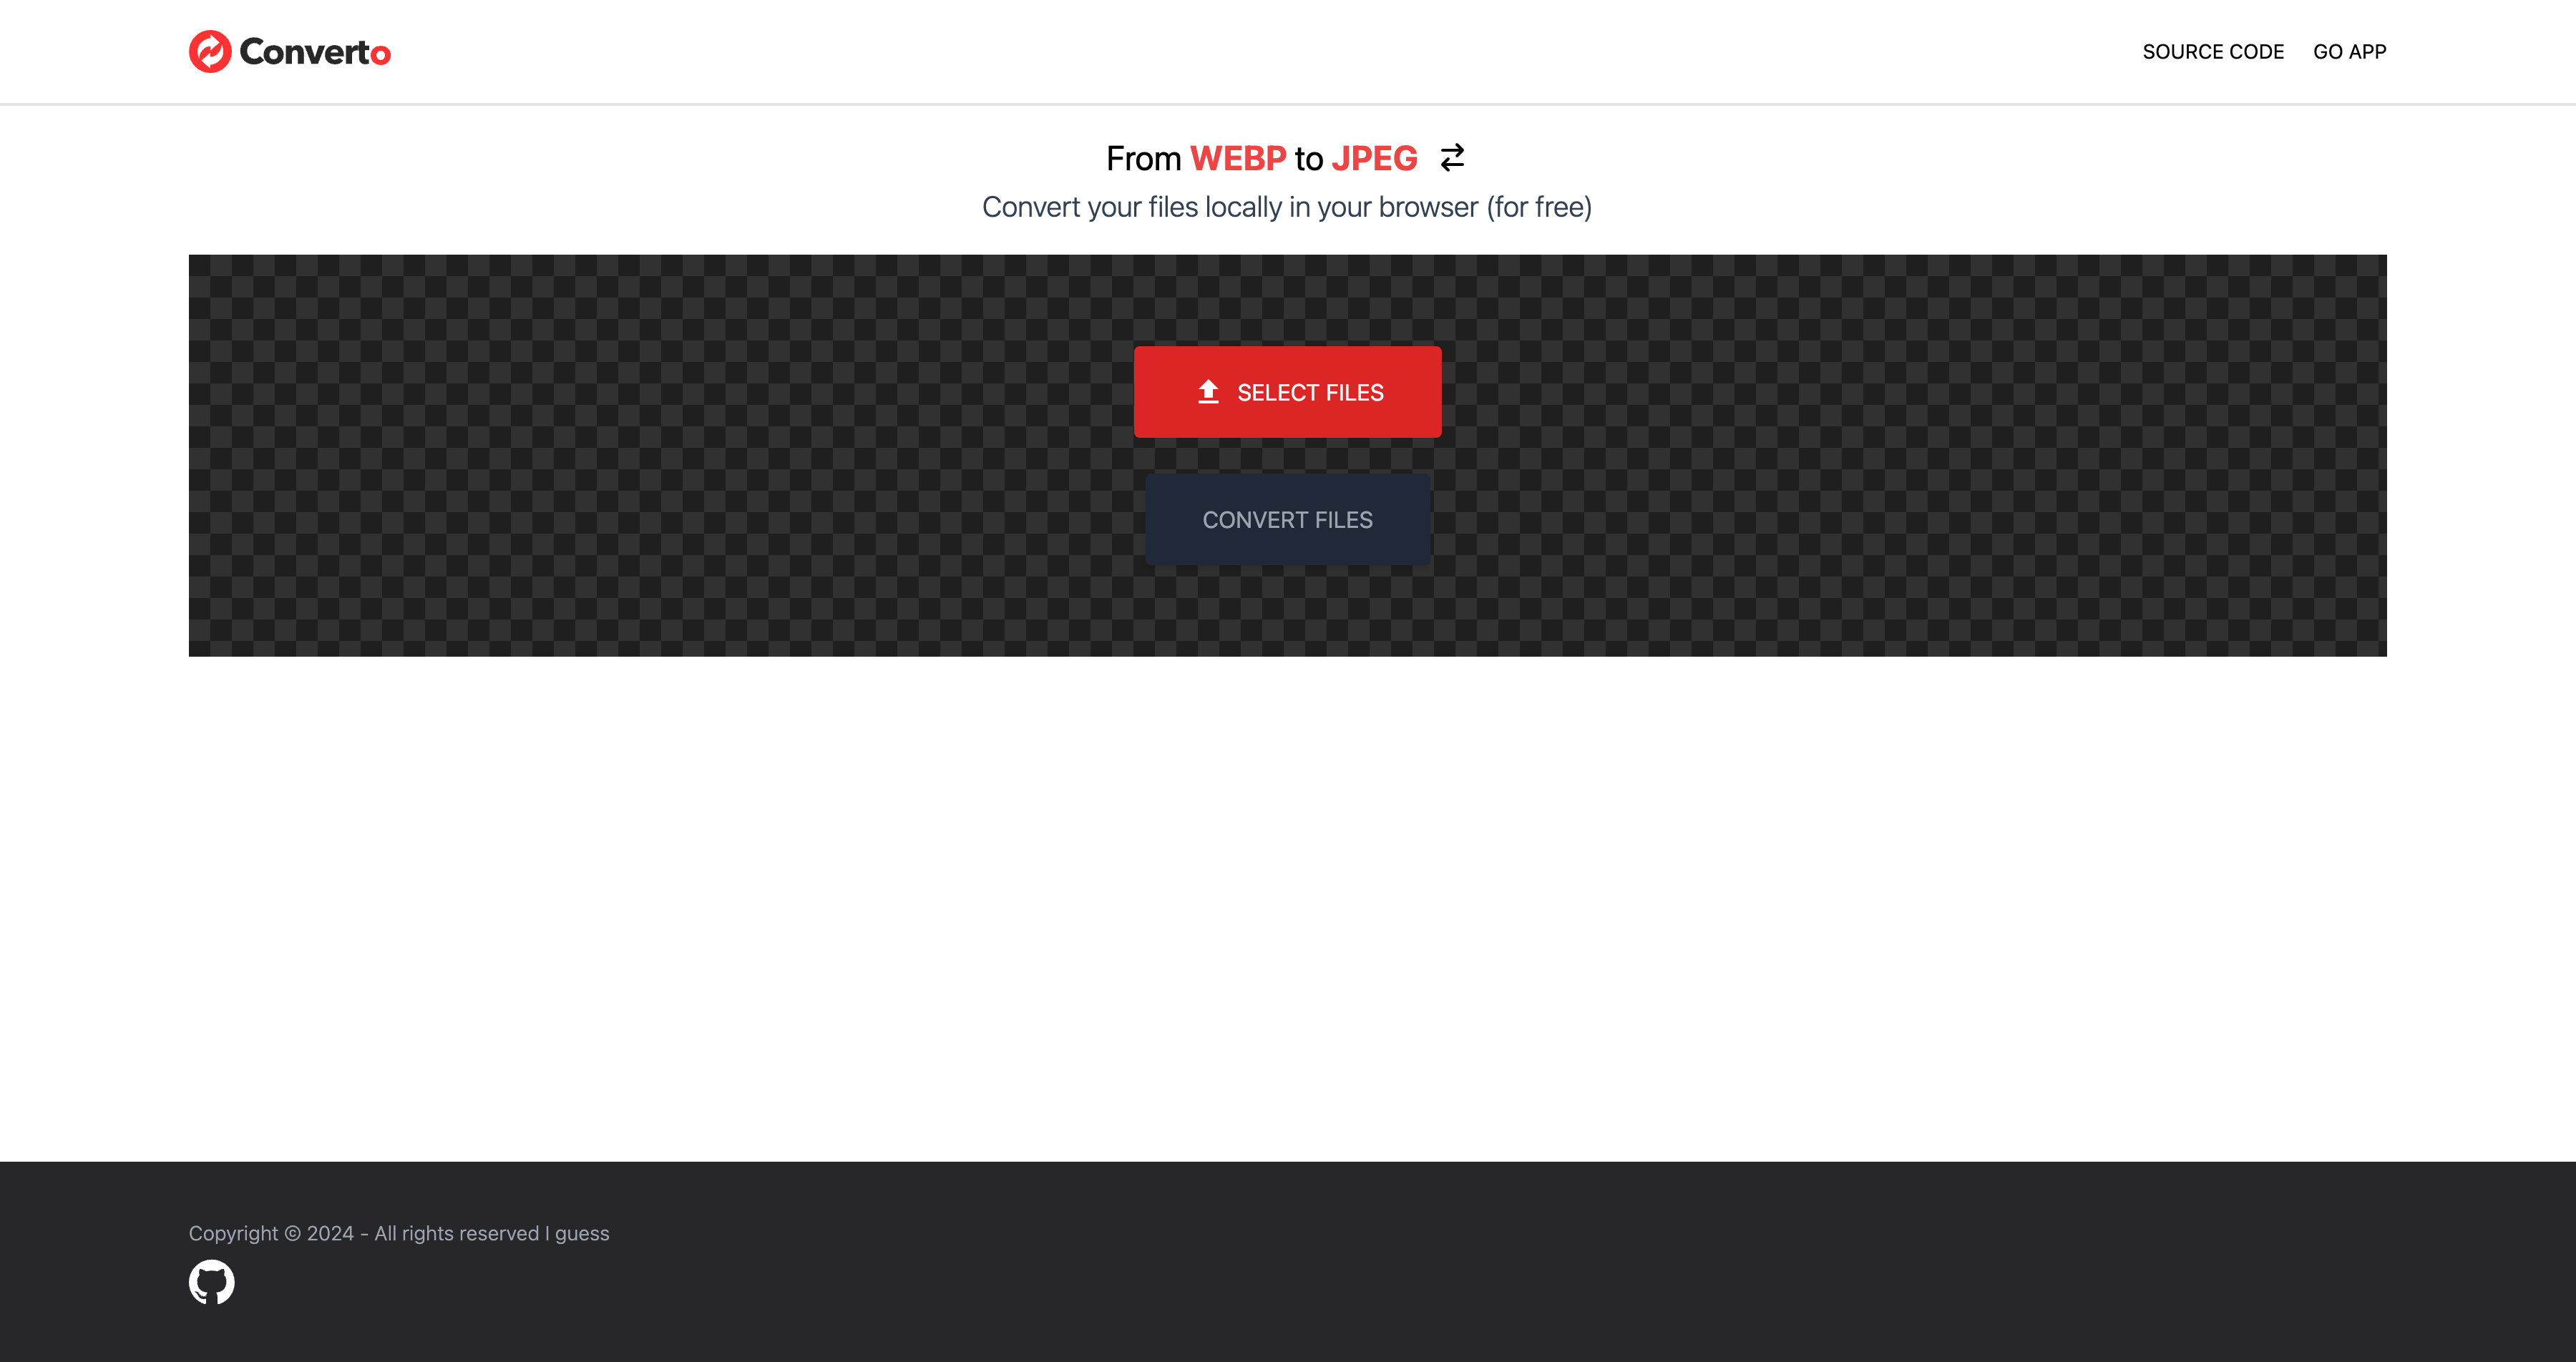 Converto
SOURCE CODE GO APP
From WEBP to JPEG
Convert your files locally in your browser (for free)
SELECT FILES
CONVERT FILES
Copyright © 2024 - All rights reserved I guess